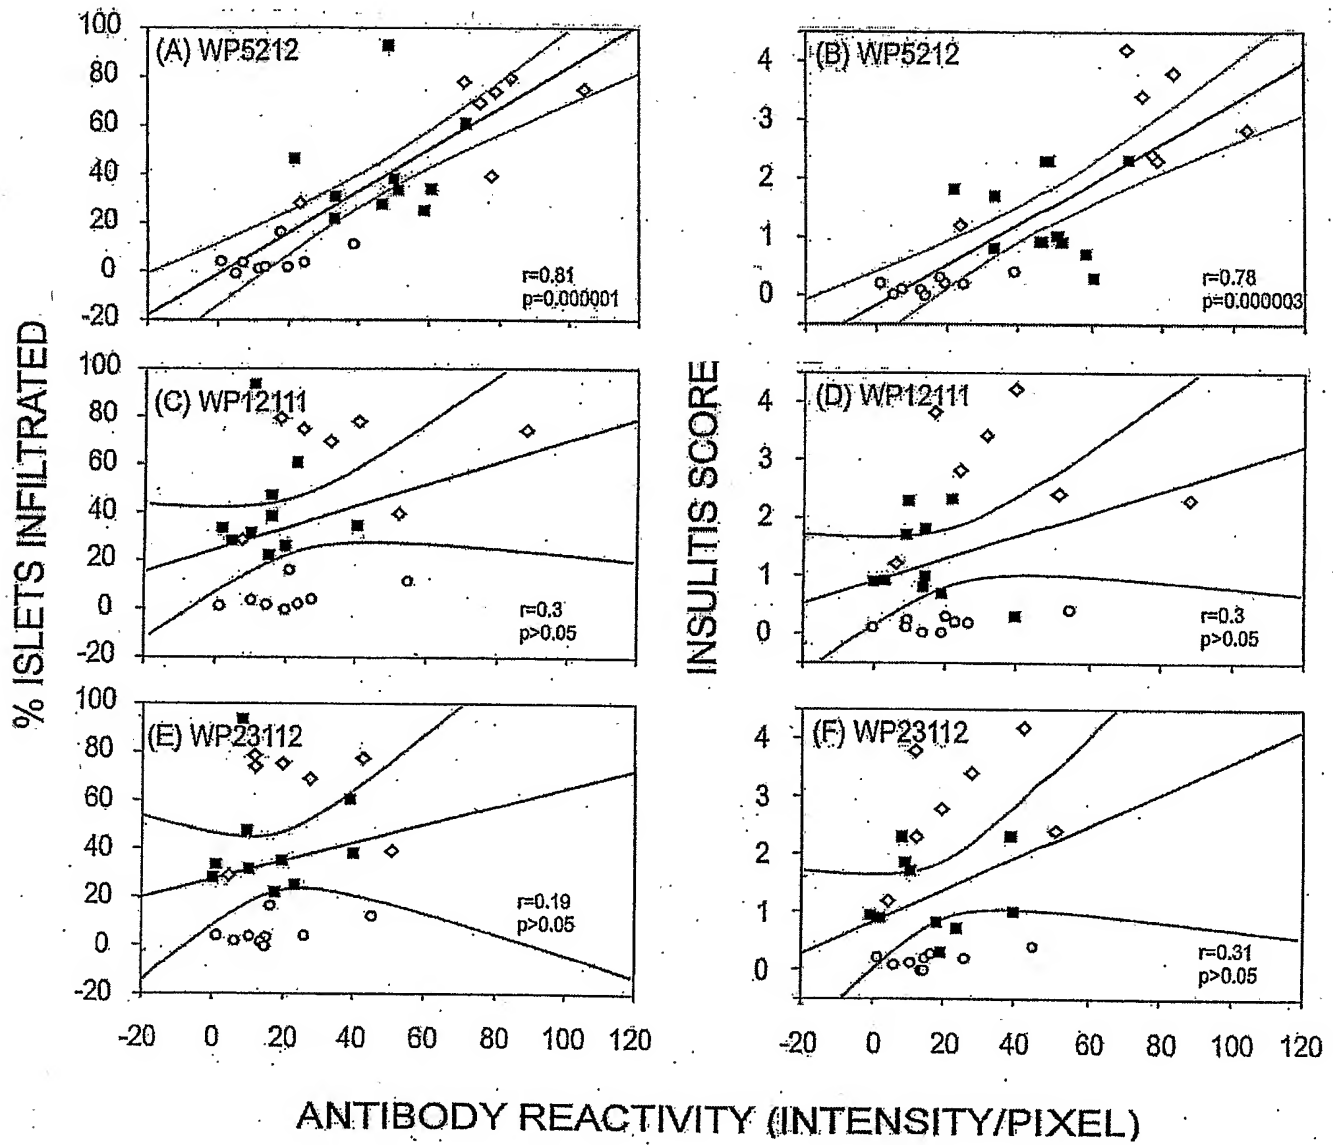 (A) WP5212
100
80
60
40
20
0
-20
r=0.81
p=0.000001
(B) WP5212
4
3
2
1
0
r=0.78
p=0.000003
% ISLETS INFILTRATED
(C) WP12111
100
80
60
40
20
0
-20
r=0.3
p>0.05
INSULITIS SCORE
(D) WP12111
4
3
2
1
0
r=0.3
p>0.05
(E) WP23112
100
80
60
40
20
0
-20
r=0.19
p>0.05
-20 0 20 40 60 80 100 120
(F) WP23112
4
3
2
1
0
r=0.31
p>0.05
-20 0 20 40 60 80 100 120
ANTIBODY REACTIVITY (INTENSITY/PIXEL)